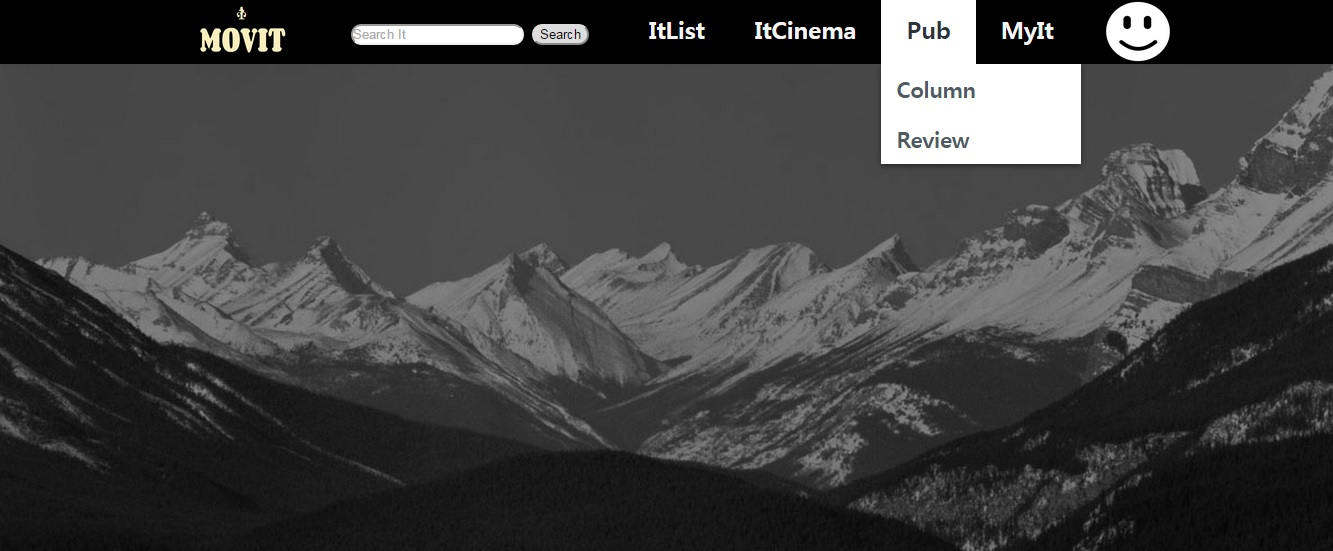 MOVIT
Search It
Search
ItList
ItCinema
Pub
MyIt
Column
Review